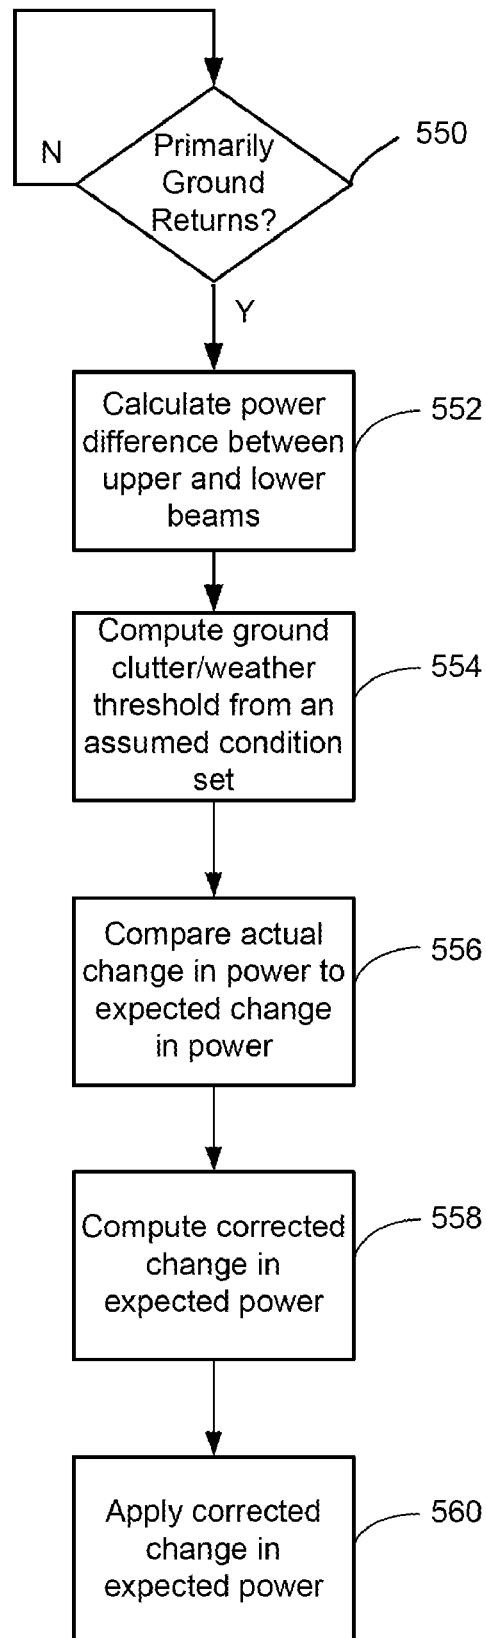 550
Primarily
Ground
Returns?
N
Y
552
Calculate power
difference between
upper and lower
beams
554
Compute ground
clutter/weather
threshold from an
assumed condition
set
556
Compare actual
change in power to
expected change
in power
558
Compute corrected
change in
expected power
560
Apply corrected
change in
expected power